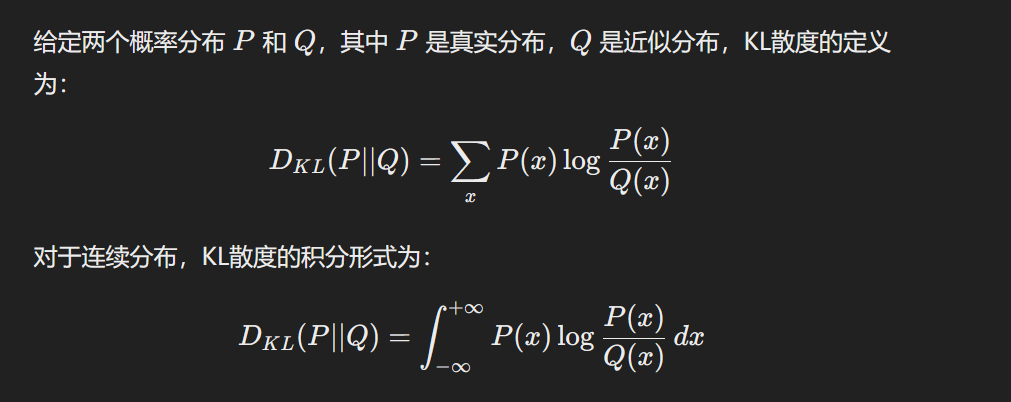 给定两个概率分布 P 和 Q，其中 P 是真实分布，Q 是近似分布，KL散度的定义
为：
D_{KL}(P||Q) = \sum_{x} P(x) \log \frac{P(x)}{Q(x)}
对于连续分布，KL散度的积分形式为：
D_{KL}(P||Q) = \int_{-\infty}^{+\infty} P(x) \log \frac{P(x)}{Q(x)} dx